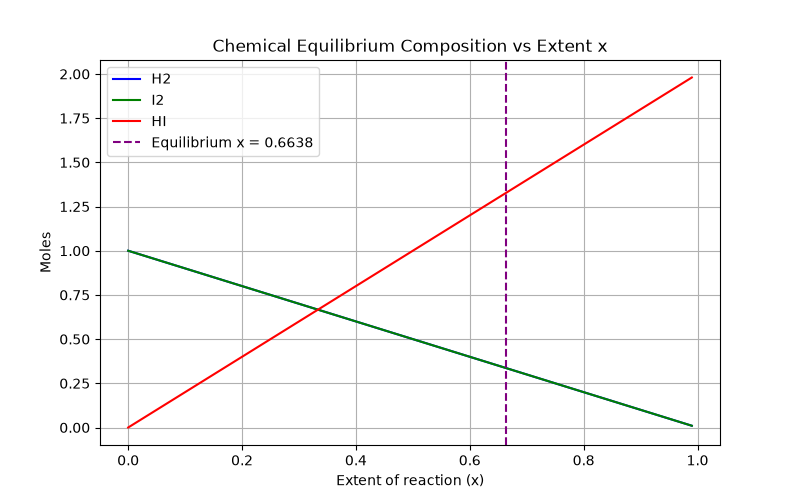 Chemical Equilibrium Composition vs Extent x
H2
I2
HI
Equilibrium x = 0.6638
Moles
2.00
1.75
1.50
1.25
1.00
0.75
0.50
0.25
0.00
0.0 0.2 0.4 0.6 0.8 1.0
Extent of reaction (x)